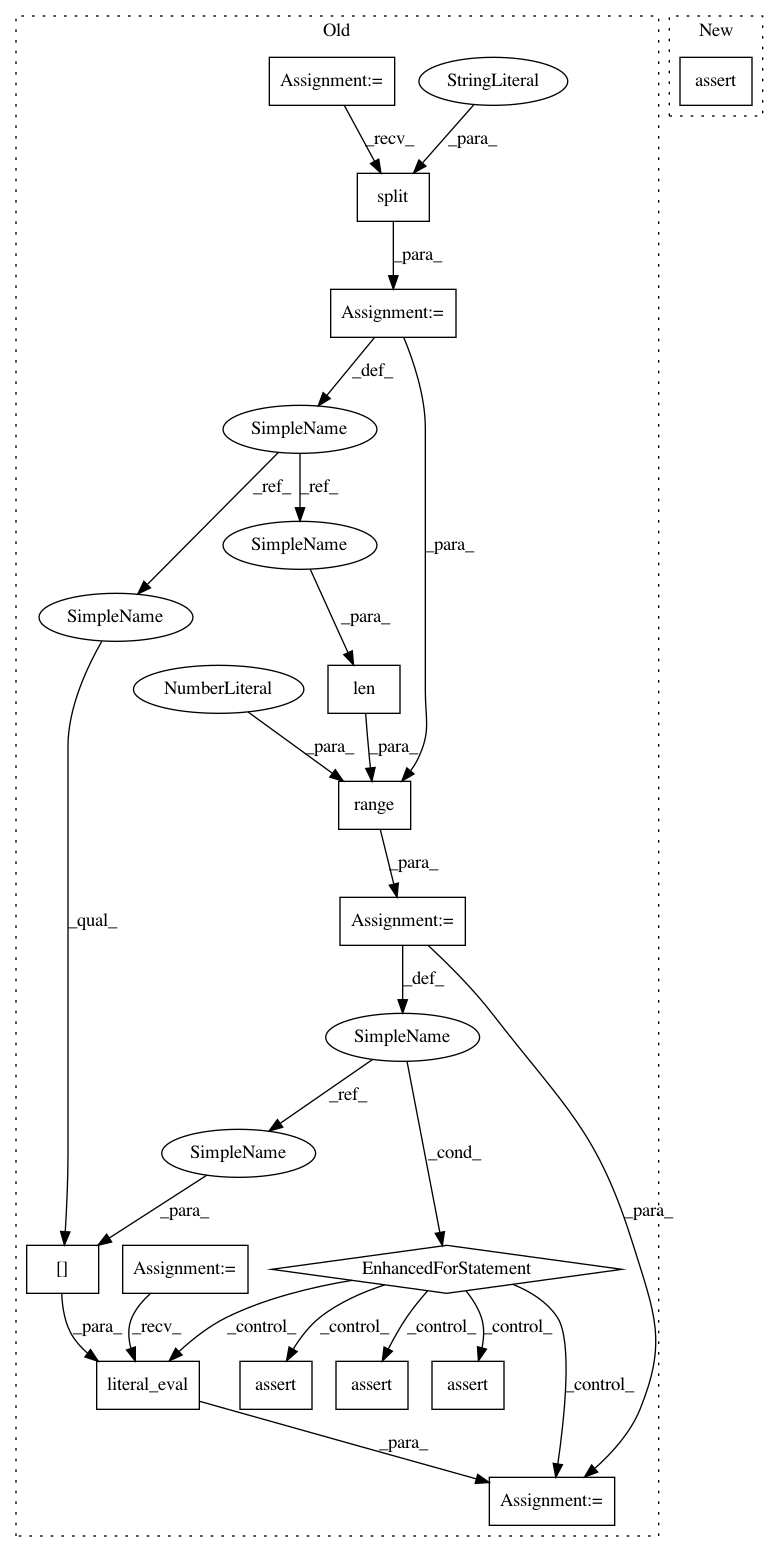 Old
New
Assignment:=
StringLiteral
assert
_recv_
_para_
split
_para_
Assignment:=
_def_
SimpleName
_ref_
_ref_
SimpleName
_para_
SimpleName
_para_
NumberLiteral
len
_para_
_para_
range
_para_
_qual_
Assignment:=
_def_
SimpleName
_ref_
_cond_
SimpleName
_para_
_para_
[]
Assignment:=
EnhancedForStatement
_para_
_recv_
_control_
_control_
_control_
_control_
literal_eval
assert
assert
assert
_control_
_para_
Assignment:=